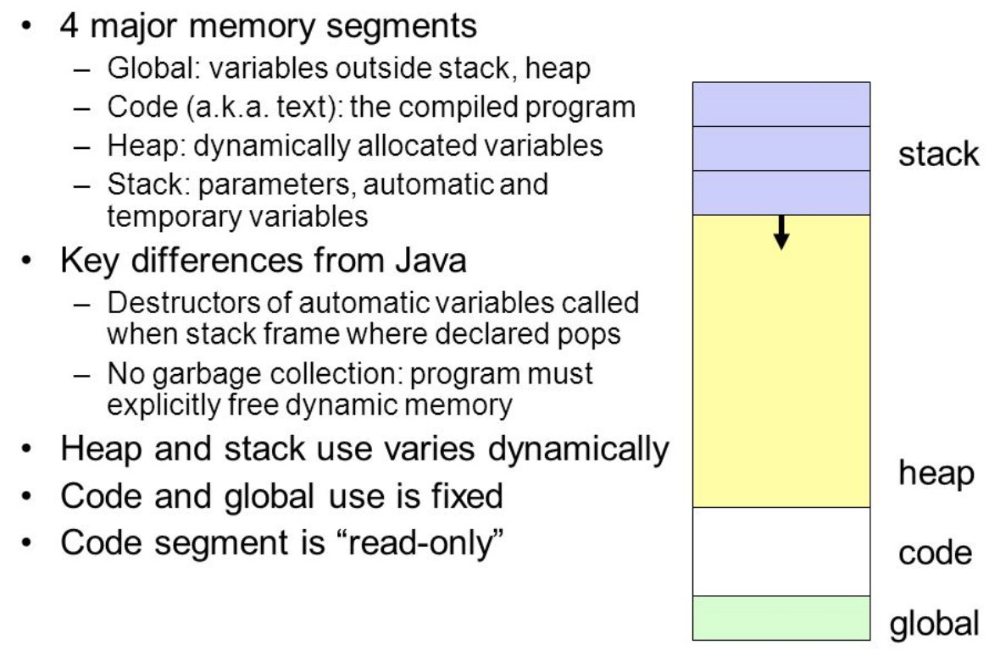 • 4 major memory segments
– Global: variables outside stack, heap
– Code (a.k.a. text): the compiled program
– Heap: dynamically allocated variables
– Stack: parameters, automatic and
temporary variables
• Key differences from Java
– Destructors of automatic variables called
when stack frame where declared pops
– No garbage collection: program must
explicitly free dynamic memory
• Heap and stack use varies dynamically
• Code and global use is fixed
• Code segment is “read-only”
stack
heap
code
global